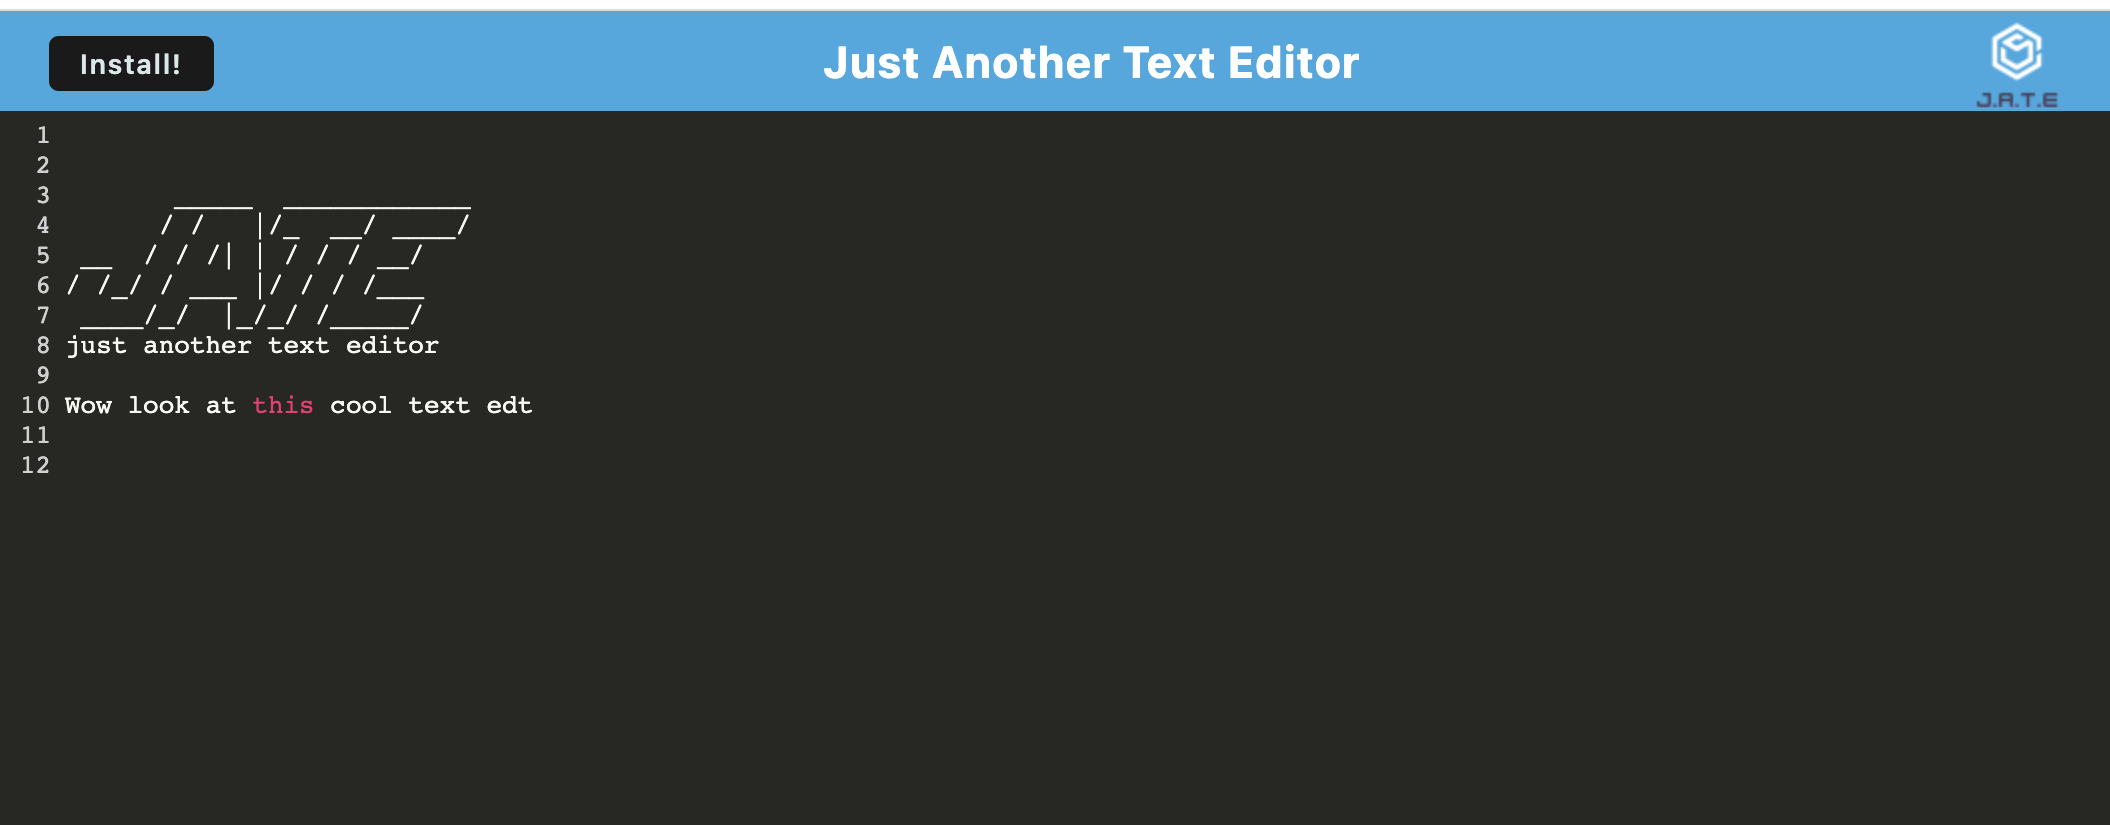 Install!
Just Another Text Editor
J.A.T.E
1
2
3        ______  ____________
4       / /   |/_  __/ ____/
5  __  / / /| | / / / __/
6 / /_/ / ___ |/ / / /___
7  ____/_/  |_/_/ /_____/
8 just another text editor
9
10 Wow look at this cool text edt
11
12